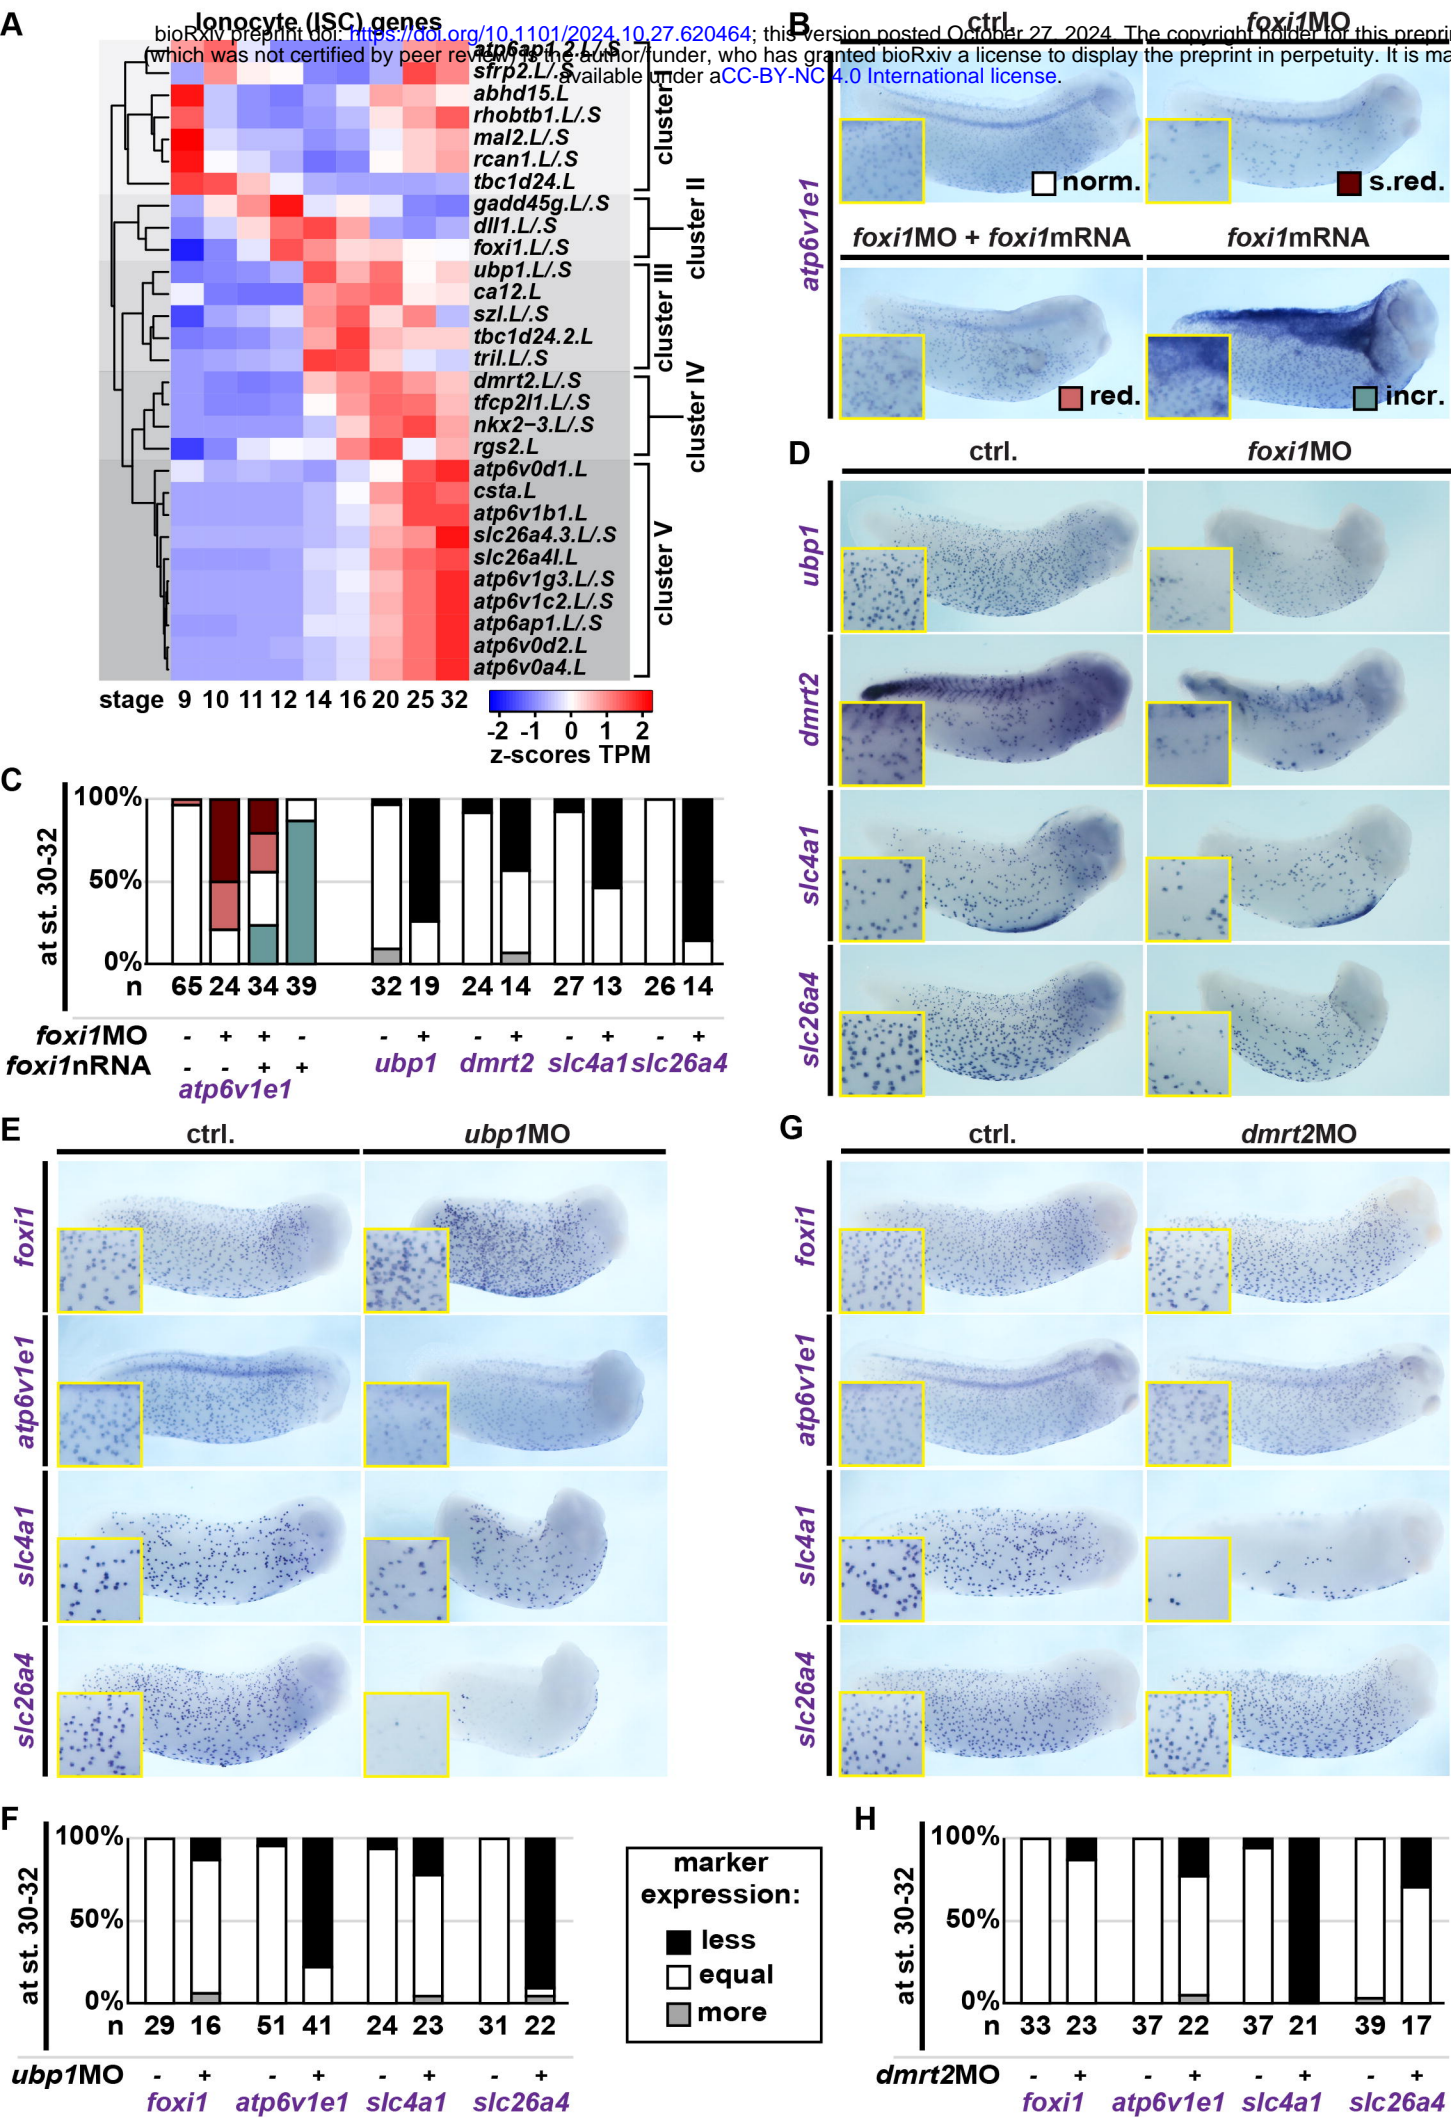 A
Ionocyte (ISC) genes
bioRxiv preprint doi: https://doi.org/10.1101/2024.10.27.620464; this version posted October 27, 2024. The copyright holder for this prepri
(which was not certified by peer review) is the author/funder, who has granted bioRxiv a license to display the preprint in perpetuity. It is ma
available under aCC-BY-NC 4.0 International license.
atp6ap1.2.L/.S
sfrp2.L/.S
abhd15.L
rhobtb1.L/.S
mal2.L/.S
rcan1.L/.S
tbc1d24.L
gadd45g.L/.S
dll1.L/.S
foxi1.L/.S
ubp1.L/.S
ca12.L
szl.L/.S
tbc1d24.2.L
tril.L/.S
dmrt2.L/.S
tfcp2l1.L/.S
nkx2−3.L/.S
rgs2.L
atp6v0d1.L
csta.L
atp6v1b1.L
slc26a4.3.L/.S
slc26a4l.L
atp6v1g3.L/.S
atp6v1c2.L/.S
atp6ap1.L/.S
atp6v0d2.L
atp6v0a4.L
cluster I
cluster II
cluster III
cluster IV
cluster V
stage 9 10 11 12 14 16 20 25 32
-2 -1 0 1 2
z-scores TPM
B
ctrl. foxi1MO
atp6v1e1
norm. s.red.
foxi1MO + foxi1mRNA foxi1mRNA
red. incr.
C
at st. 30-32
100%
50%
0%
n 65 24 34 39 32 19 24 14 27 13 26 14
foxi1MO - + + - - + - + - + - +
foxi1nRNA - - + +
atp6v1e1 ubp1 dmrt2 slc4a1 slc26a4
D
ctrl. foxi1MO
ubp1
dmrt2
slc4a1
slc26a4
E
ctrl. ubp1MO
foxi1
atp6v1e1
slc4a1
slc26a4
G
ctrl. dmrt2MO
foxi1
atp6v1e1
slc4a1
slc26a4
F
at st. 30-32
100%
50%
0%
n 29 16 51 41 24 23 31 22
ubp1MO - + - + - + - +
foxi1 atp6v1e1 slc4a1 slc26a4
marker
expression:
less
equal
more
H
at st. 30-32
100%
50%
0%
n 33 23 37 22 37 21 39 17
dmrt2MO - + - + - + - +
foxi1 atp6v1e1 slc4a1 slc26a4